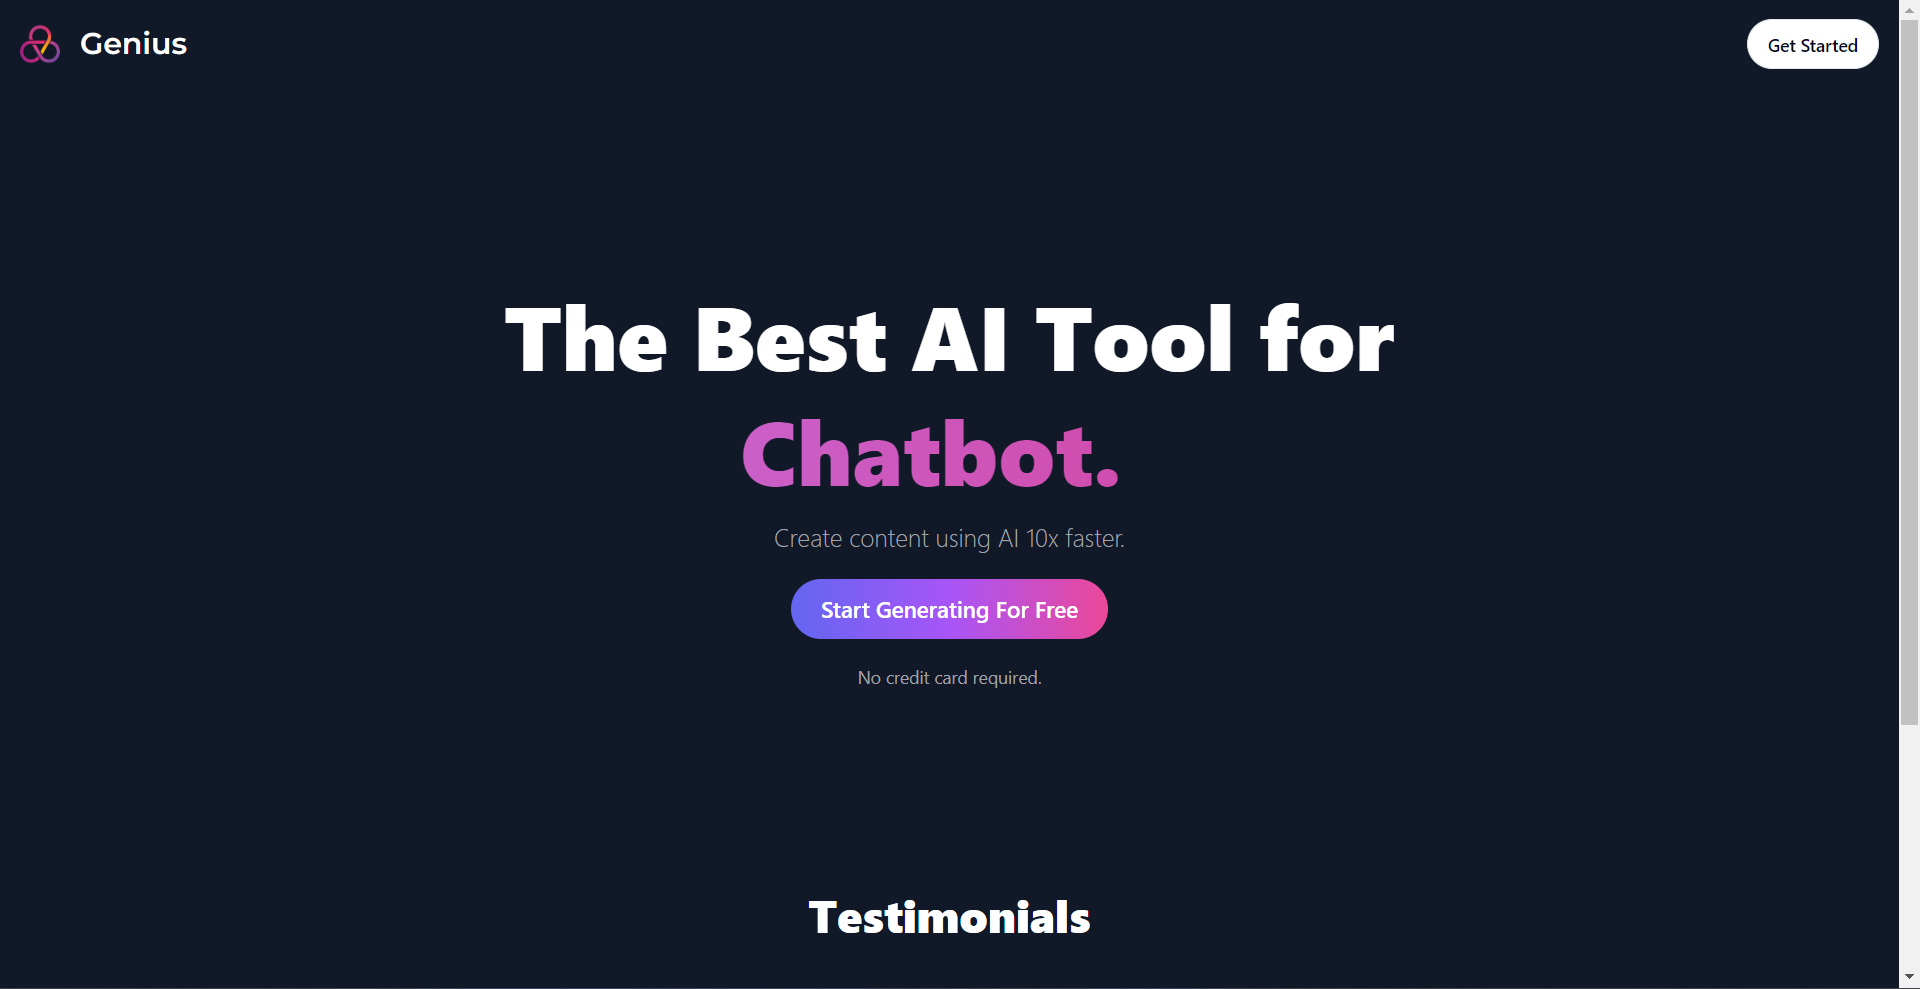 Genius
Get Started
The Best AI Tool for
Chatbot.
Create content using AI 10x faster.
Start Generating For Free
No credit card required.
Testimonials